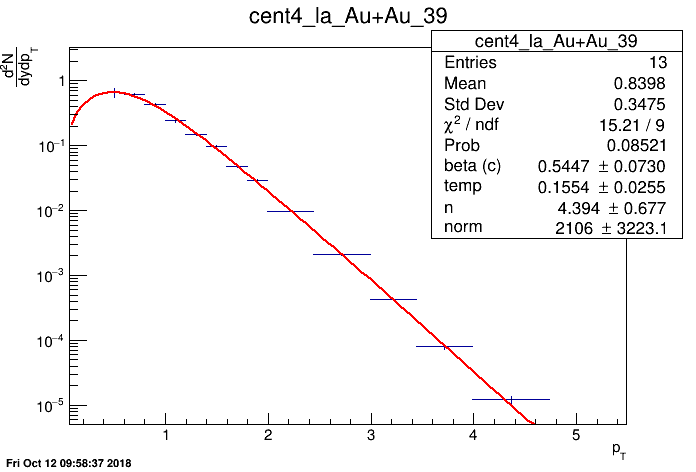 cent4_la_Au+Au_39
d²N
dydp_T
cent4_la_Au+Au_39
Entries 13
Mean 0.8398
Std Dev 0.3475
χ² / ndf 15.21 / 9
Prob 0.08521
beta (c) 0.5447 ± 0.0730
temp 0.1554 ± 0.0255
n 4.394 ± 0.677
norm 2106 ± 3223.1
1
10⁻¹
10⁻²
10⁻³
10⁻⁴
10⁻⁵
1 2 3 4 5
p_T
Fri Oct 12 09:58:37 2018